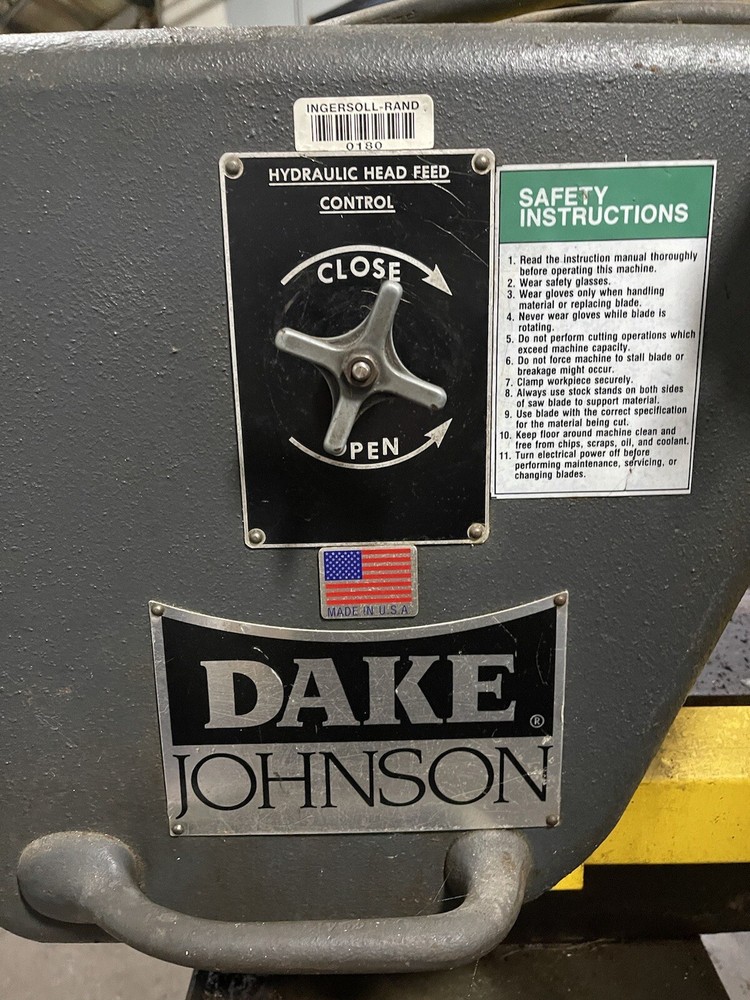 INGERSOLL-RAND
0180
HYDRAULIC HEAD FEED
CONTROL
CLOSE
OPEN
SAFETY
INSTRUCTIONS
1. Read the instruction manual thoroughly
before operating this machine.
2. Wear safety glasses.
3. Wear gloves only when handling
material or replacing blade.
4. Never wear gloves while blade is
rotating.
5. Do not perform cutting operations which
exceed machine capacity.
6. Do not force machine to stall blade or
breakage might occur.
7. Clamp workpiece securely.
8. Always use stock stands on both sides
of saw blade to support material.
9. Use blade with the correct specification
for the material being cut.
10. Keep floor around machine clean and
free from chips, scraps, oil, and coolant.
11. Turn electrical power off before
performing maintenance, servicing, or
changing blades.
MADE IN U.S.A
DAKE®
JOHNSON